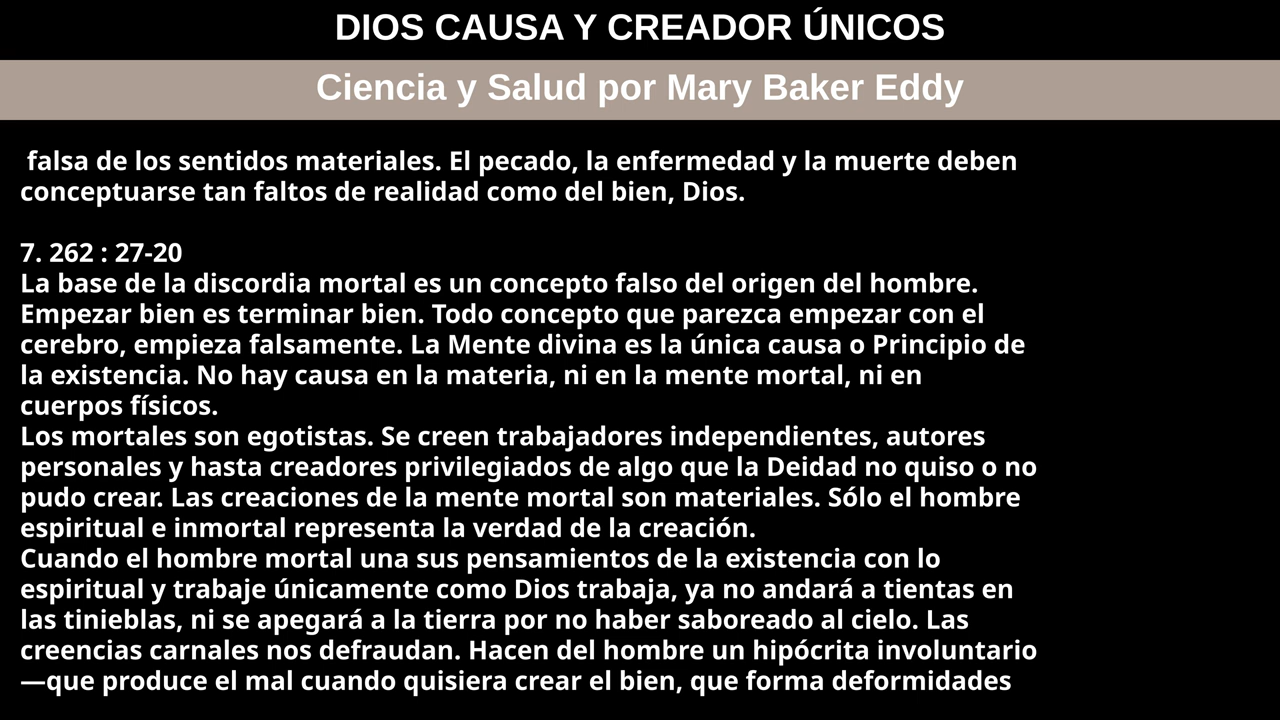 DIOS CAUSA Y CREADOR ÚNICOS
Ciencia y Salud por Mary Baker Eddy
falsa de los sentidos materiales. El pecado, la enfermedad y la muerte deben
conceptuarse tan faltos de realidad como del bien, Dios.
7. 262 : 27-20
La base de la discordia mortal es un concepto falso del origen del hombre.
Empezar bien es terminar bien. Todo concepto que parezca empezar con el
cerebro, empieza falsamente. La Mente divina es la única causa o Principio de
la existencia. No hay causa en la materia, ni en la mente mortal, ni en
cuerpos físicos.
Los mortales son egotistas. Se creen trabajadores independientes, autores
personales y hasta creadores privilegiados de algo que la Deidad no quiso o no
pudo crear. Las creaciones de la mente mortal son materiales. Sólo el hombre
espiritual e inmortal representa la verdad de la creación.
Cuando el hombre mortal una sus pensamientos de la existencia con lo
espiritual y trabaje únicamente como Dios trabaja, ya no andará a tientas en
las tinieblas, ni se apegará a la tierra por no haber saboreado al cielo. Las
creencias carnales nos defraudan. Hacen del hombre un hipócrita involuntario
—que produce el mal cuando quisiera crear el bien, que forma deformidades